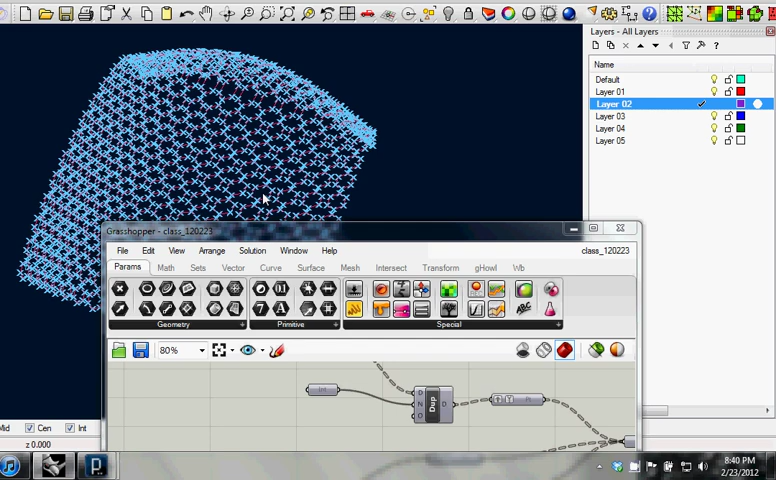 Layers - All Layers
Name
Default
Layer 01
Layer 02
Layer 03
Layer 04
Layer 05
Grasshopper - class_120223
File Edit View Arrange Solution Window Help class_120223
Params Math Sets Vector Curve Surface Mesh Intersect Transform gHowl Wb
Geometry Primitive Special
80%
Int
D
N
O
Dup
D
Mid Cen Int
z 0.000
8:40 PM
2/23/2012